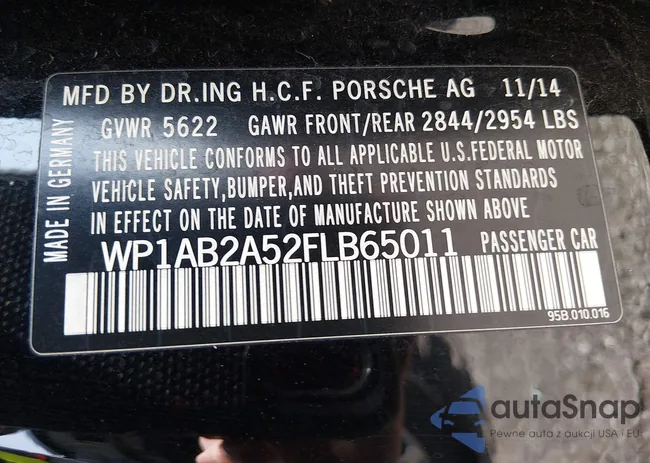 MADE IN GERMANY
MFD BY DR.ING H.C.F. PORSCHE AG 11/14
GVWR 5622 GAWR FRONT/REAR 2844/2954 LBS
THIS VEHICLE CONFORMS TO ALL APPLICABLE U.S.FEDERAL MOTOR
VEHICLE SAFETY,BUMPER,AND THEFT PREVENTION STANDARDS
IN EFFECT ON THE DATE OF MANUFACTURE SHOWN ABOVE
WP1AB2A52FLB65011 PASSENGER CAR
95B.010.016
autaSnap
Pewne auta z aukcji USA i EU